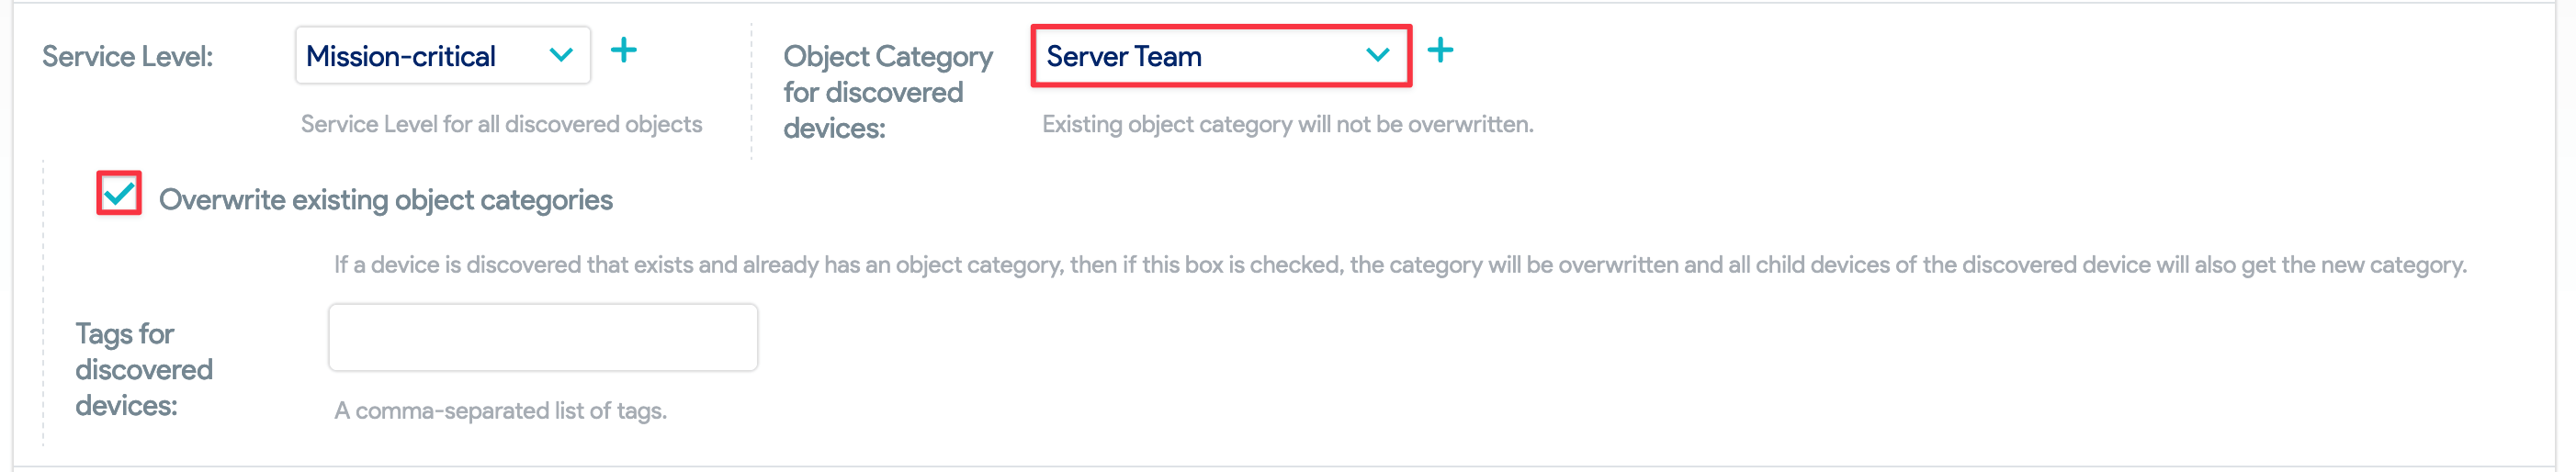 Service Level:
Mission-critical
Service Level for all discovered objects
Object Category
for discovered
devices:
Server Team
Existing object category will not be overwritten.
Overwrite existing object categories
If a device is discovered that exists and already has an object category, then if this box is checked, the category will be overwritten and all child devices of the discovered device will also get the new category.
Tags for
discovered
devices:
A comma-separated list of tags.